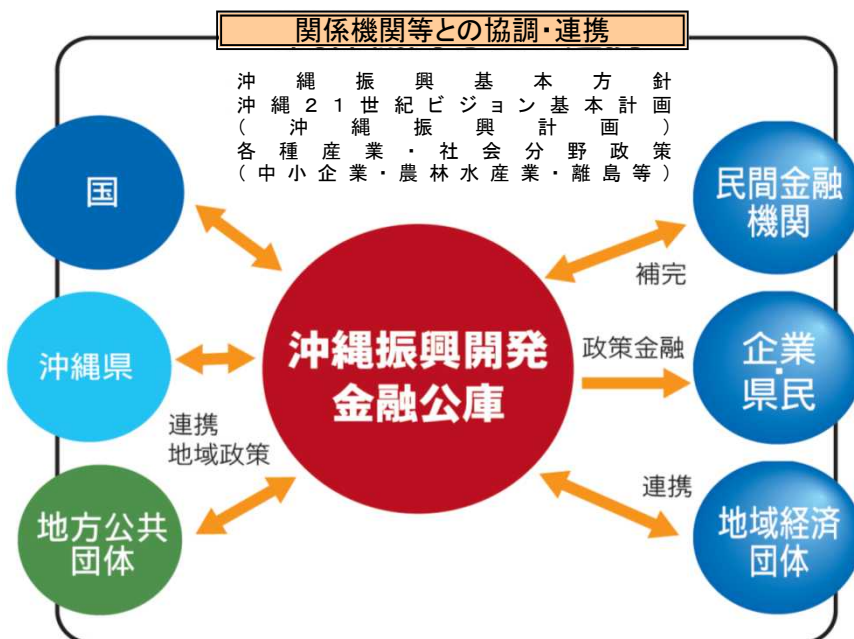 関係機関等との協調・連携
沖縄振興基本方針
沖縄21世紀ビジョン基本計画
(沖縄振興計画)
各種産業・社会分野政策
(中小企業・農林水産業・離島等)
国
民間金融
機関
補完
沖縄県
沖縄振興開発
金融公庫
政策金融
企業
・
県民
連携
地域政策
連携
地方公共
団体
地域経済
団体